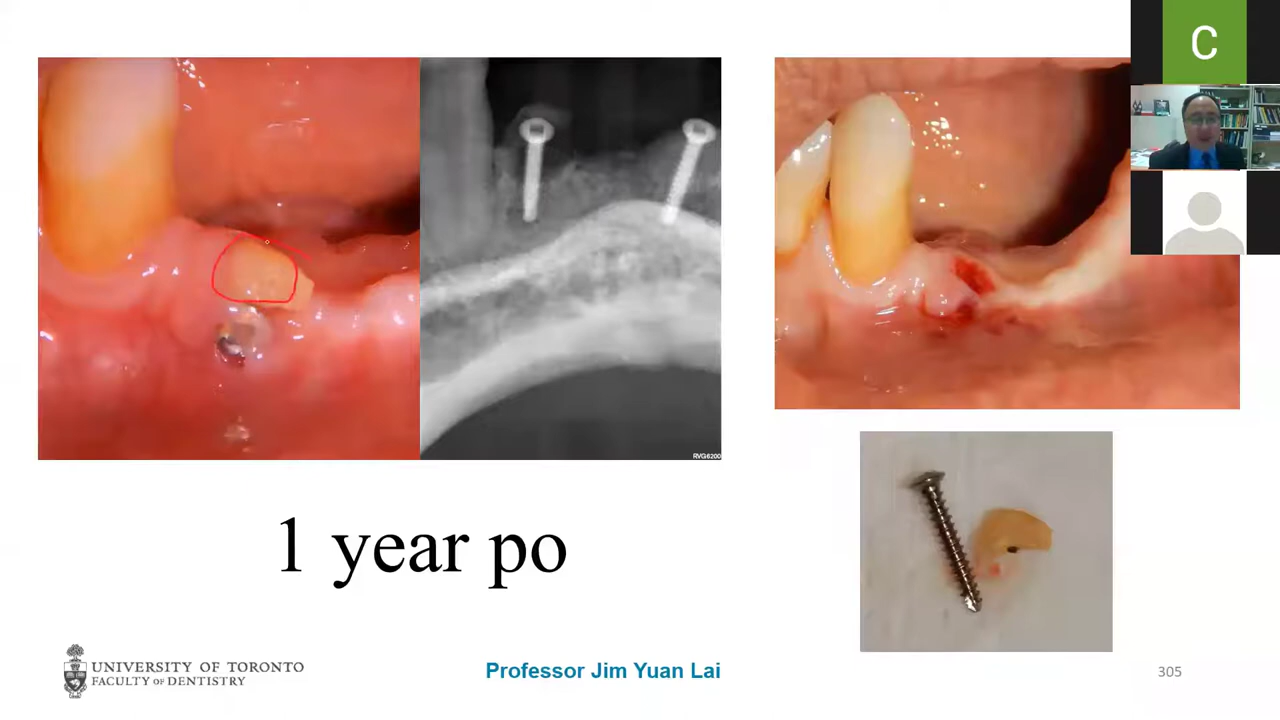 C
RVG6200
1 year po
UNIVERSITY OF TORONTO
FACULTY OF DENTISTRY
Professor Jim Yuan Lai
305